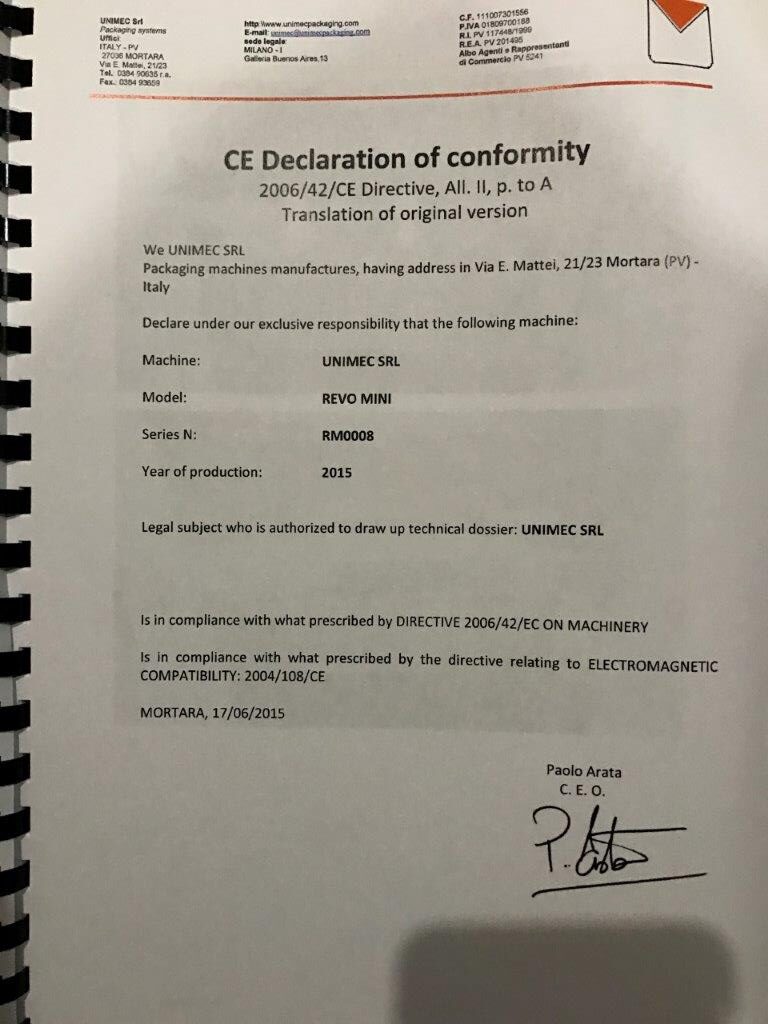 UNIMEC Srl
Packaging systems
Uffici:
ITALY - PV
27036 MORTARA
Via E. Mattei, 21/23
Tel. 0384 90635 r.a.
Fax. 0384 93659
http:\\www.unimecpackaging.com
E-mail: unimec@unimecpackaging.com
sede legale:
MILANO - I
Galleria Buenos Aires,13
C.F. 111007301556
P.IVA 01809700188
R.I. PV 117448/1999
R.E.A. PV 201495
Albo Agenti e Rappresentanti
di Commercio PV 5241
CE Declaration of conformity
2006/42/CE Directive, All. II, p. to A
Translation of original version
We UNIMEC SRL
Packaging machines manufactures, having address in Via E. Mattei, 21/23 Mortara (PV) -
Italy
Declare under our exclusive responsibility that the following machine:
Machine: UNIMEC SRL
Model: REVO MINI
Series N: RM0008
Year of production: 2015
Legal subject who is authorized to draw up technical dossier: UNIMEC SRL
Is in compliance with what prescribed by DIRECTIVE 2006/42/EC ON MACHINERY
Is in compliance with what prescribed by the directive relating to ELECTROMAGNETIC
COMPATIBILITY: 2004/108/CE
MORTARA, 17/06/2015
Paolo Arata
C. E. O.